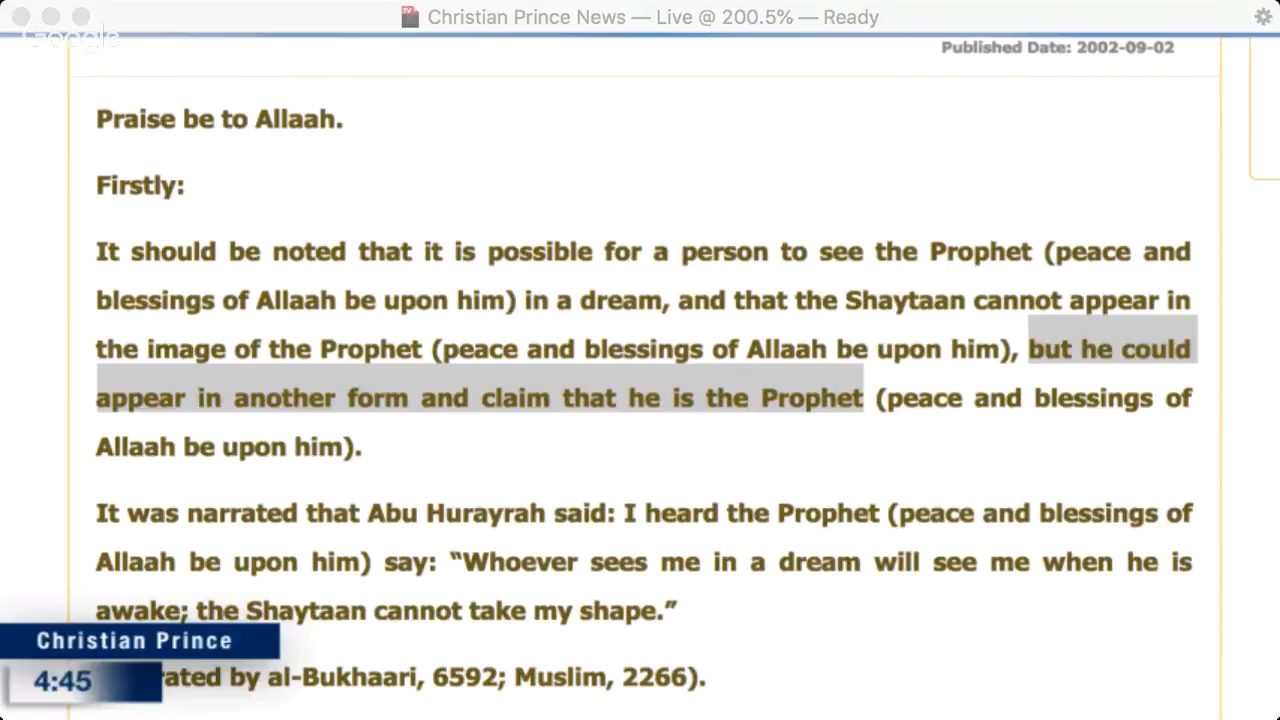 Christian Prince News — Live @ 200.5% — Ready
Google
Published Date: 2002-09-02
Praise be to Allaah.
Firstly:
It should be noted that it is possible for a person to see the Prophet (peace and
blessings of Allaah be upon him) in a dream, and that the Shaytaan cannot appear in
the image of the Prophet (peace and blessings of Allaah be upon him), but he could
appear in another form and claim that he is the Prophet (peace and blessings of
Allaah be upon him).
It was narrated that Abu Hurayrah said: I heard the Prophet (peace and blessings of
Allaah be upon him) say: “Whoever sees me in a dream will see me when he is
awake; the Shaytaan cannot take my shape.”
Christian Prince
4:45
rated by al-Bukhaari, 6592; Muslim, 2266).